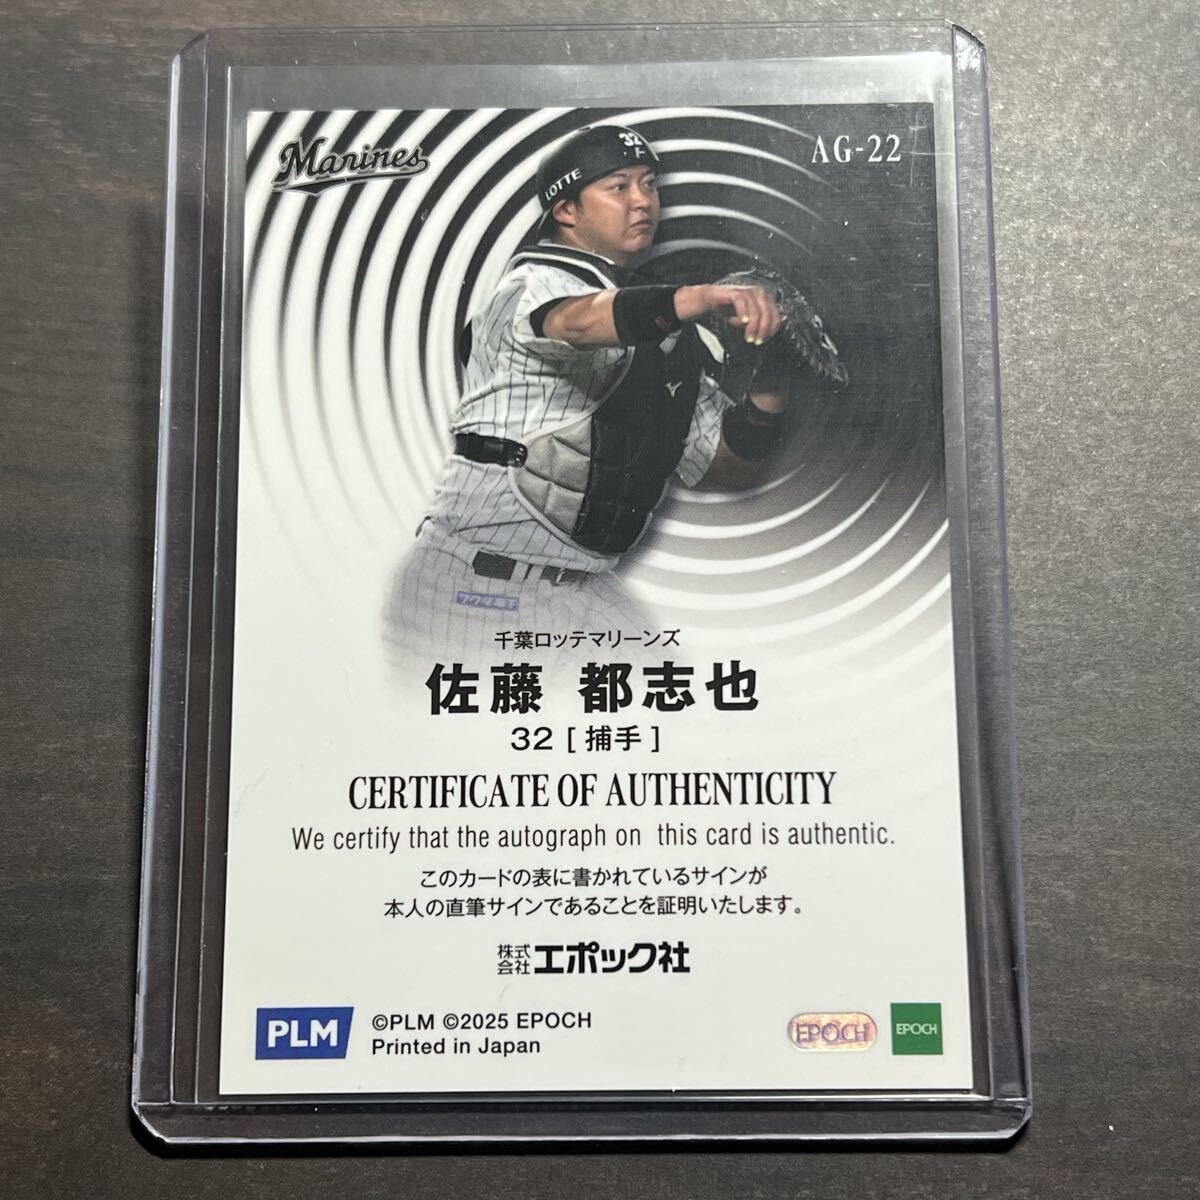 Marines
AG-22
32
LOTTE
千葉ロッテマリーンズ
佐藤 都志也
32 [ 捕手 ]
CERTIFICATE OF AUTHENTICITY
We certify that the autograph on this card is authentic.
このカードの表に書かれているサインが
本人の直筆サインであることを証明いたします。
株式会社 エポック社
PLM
©PLM ©2025 EPOCH
Printed in Japan
EPOCH
EPOCH